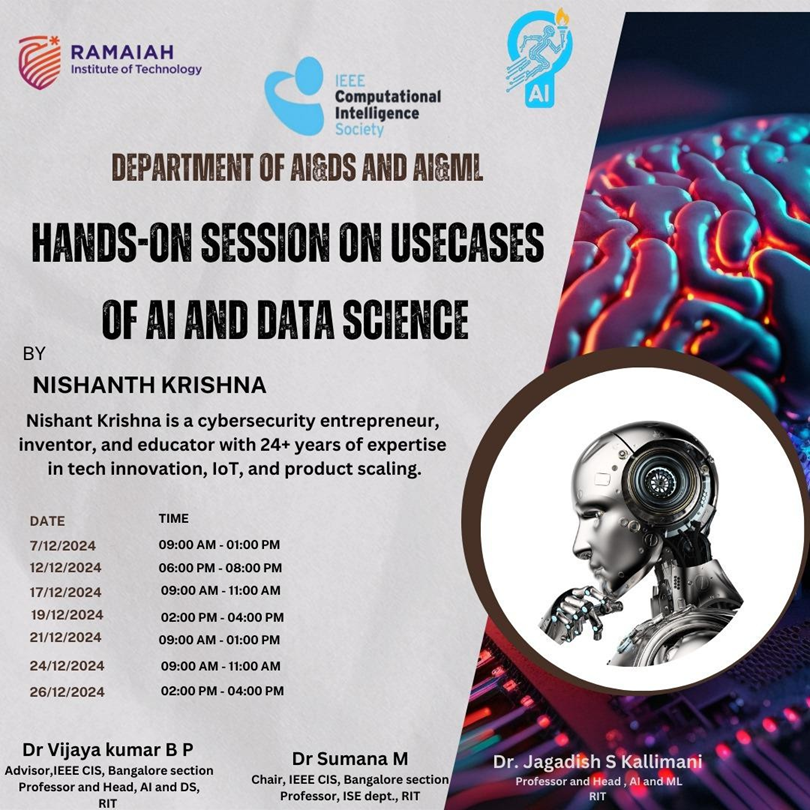 RAMAIAH
Institute of Technology
IEEE
Computational
Intelligence
Society
AI
DEPARTMENT OF AI&DS AND AI&ML
HANDS-ON SESSION ON USECASES
OF AI AND DATA SCIENCE
BY
NISHANTH KRISHNA
Nishant Krishna is a cybersecurity entrepreneur,
inventor, and educator with 24+ years of expertise
in tech innovation, IoT, and product scaling.
DATE TIME
7/12/2024 09:00 AM - 01:00 PM
12/12/2024 06:00 PM - 08:00 PM
17/12/2024 09:00 AM - 11:00 AM
19/12/2024 02:00 PM - 04:00 PM
21/12/2024 09:00 AM - 01:00 PM
24/12/2024 09:00 AM - 11:00 AM
26/12/2024 02:00 PM - 04:00 PM
Dr Vijaya kumar B P
Advisor,IEEE CIS, Bangalore section
Professor and Head, AI and DS,
RIT
Dr Sumana M
Chair, IEEE CIS, Bangalore section
Professor, ISE dept., RIT
Dr. Jagadish S Kallimani
Professor and Head , AI and ML
RIT